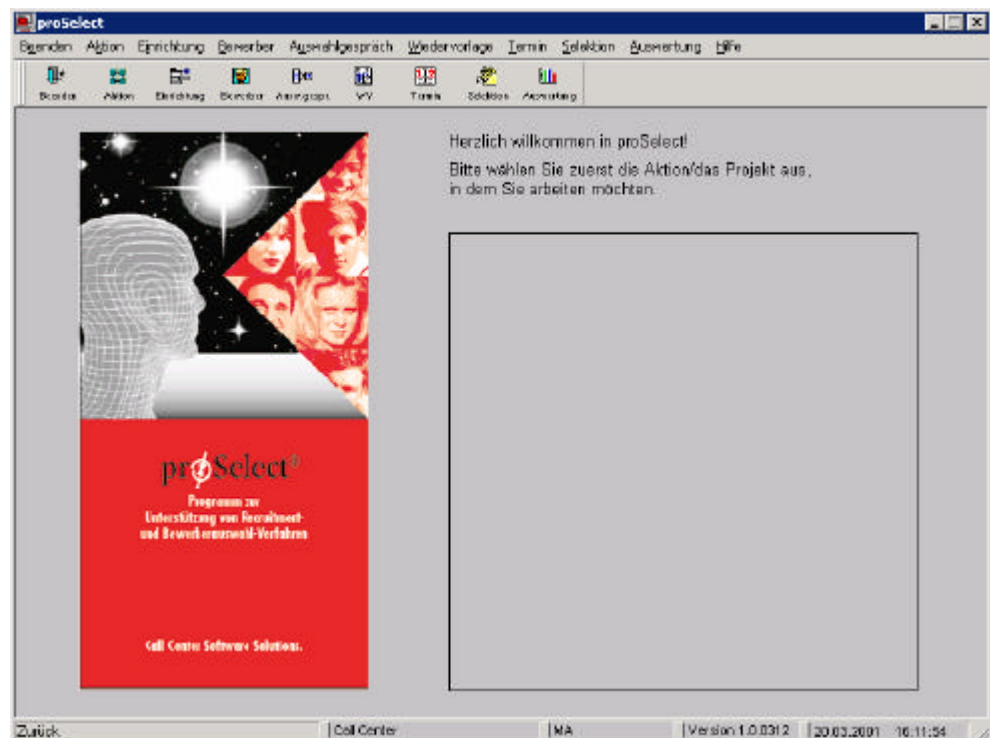 proSelect
Beenden Aktion Einrichtung Bewerber Auswahlgespräch Wiedervorlage Termin Selektion Auswertung Hilfe
Beenden Aktion Einrichtung Bewerber WV Termin Selektion Auswertung
Herzlich willkommen in proSelect!
Bitte wählen Sie zuerst die Aktion/das Projekt aus,
in dem Sie arbeiten möchten.
proSelect®
Programm zur
Unterstützung von Recruitment-
und Bewerberauswahl-Verfahren
Call Center Software Solutions.
Zurück Call Center MA Version 1.0.0312 20.03.2001 16:11:54